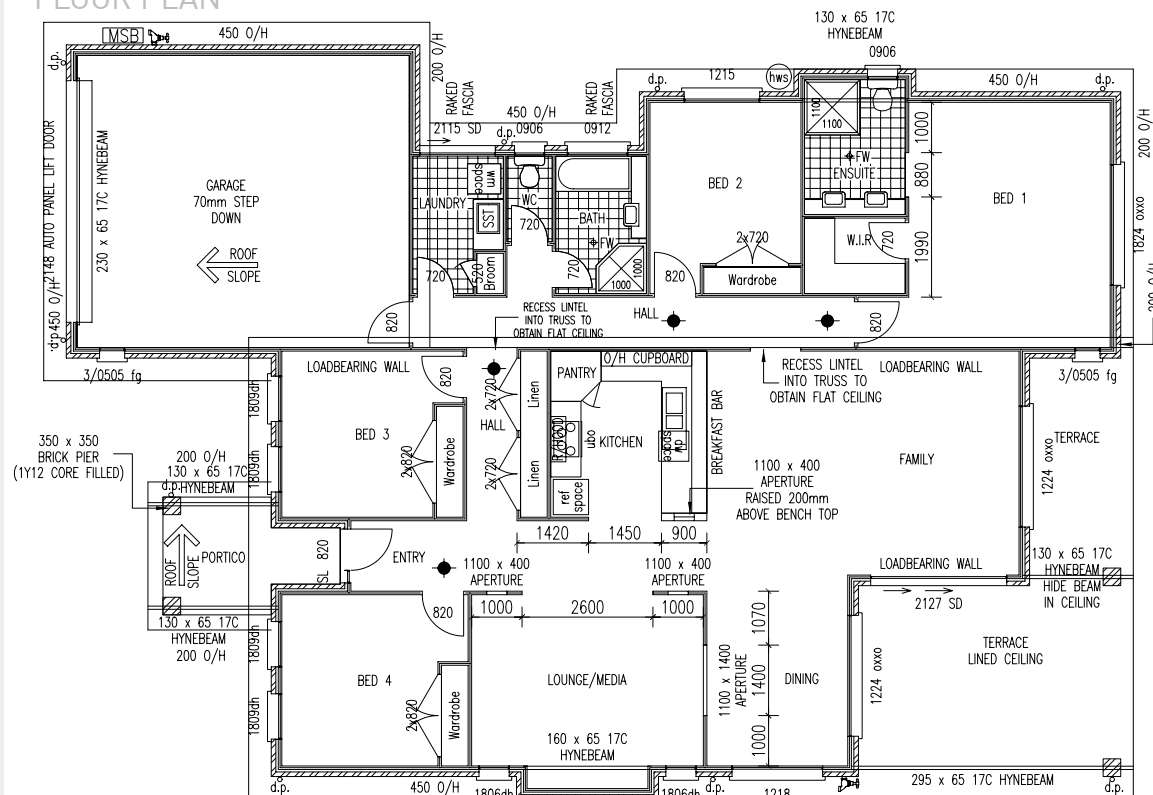 FLOOR PLAN
MSB
450 O/H
d.p.
200 O/H
RAKED
FASCIA
450 O/H
RAKED
FASCIA
2115 SD
d.p.
0906
0912
d.p.
1215
hws
130 x 65 17C
HYNEBEAM
0906
450 O/H
d.p.
200 O/H
2148 AUTO PANEL LIFT DOOR
230 x 65 17C HYNEBEAM
GARAGE
70mm STEP
DOWN
ROOF
SLOPE
450 O/H
d.p.
820
3/0505 fg
LAUNDRY
wm
space
SST
720
520
Broom
WC
720
BATH
FW
720
1000
1000
BED 2
2x720
Wardrobe
820
1100
1100
FW
ENSUITE
W.I.R
720
1000
880
1990
BED 1
1824 oxxo
200 O/H
RECESS LINTEL
INTO TRUSS TO
OBTAIN FLAT CEILING
HALL
820
LOADBEARING WALL
820
2x720
Linen
HALL
2x720
Linen
PANTRY
O/H CUPBOARD
R/HOOD
ubo
KITCHEN
dw
space
ref
space
BREAKFAST BAR
RECESS LINTEL
INTO TRUSS TO
OBTAIN FLAT CEILING
LOADBEARING WALL
3/0505 fg
1809dh
BED 3
2x820
Wardrobe
1809dh
FAMILY
1224 oxxo
TERRACE
1100 x 400
APERTURE
RAISED 200mm
ABOVE BENCH TOP
350 x 350
BRICK PIER
(1Y12 CORE FILLED)
200 O/H
130 x 65 17C
HYNEBEAM
d.p.
ROOF
SLOPE
PORTICO
SL
820
ENTRY
1420
1450
900
1100 x 400
APERTURE
1100 x 400
APERTURE
LOADBEARING WALL
130 x 65 17C
HYNEBEAM
HIDE BEAM
IN CEILING
2127 SD
130 x 65 17C
HYNEBEAM
200 O/H
820
1000
2600
1000
1070
1400
1000
1809dh
BED 4
2x820
Wardrobe
1809dh
LOUNGE/MEDIA
1100 x 1400
APERTURE
DINING
1224 oxxo
TERRACE
LINED CEILING
160 x 65 17C
HYNEBEAM
d.p.
450 O/H
1806dh
1806dh
d.p.
1218
295 x 65 17C HYNEBEAM
d.p.